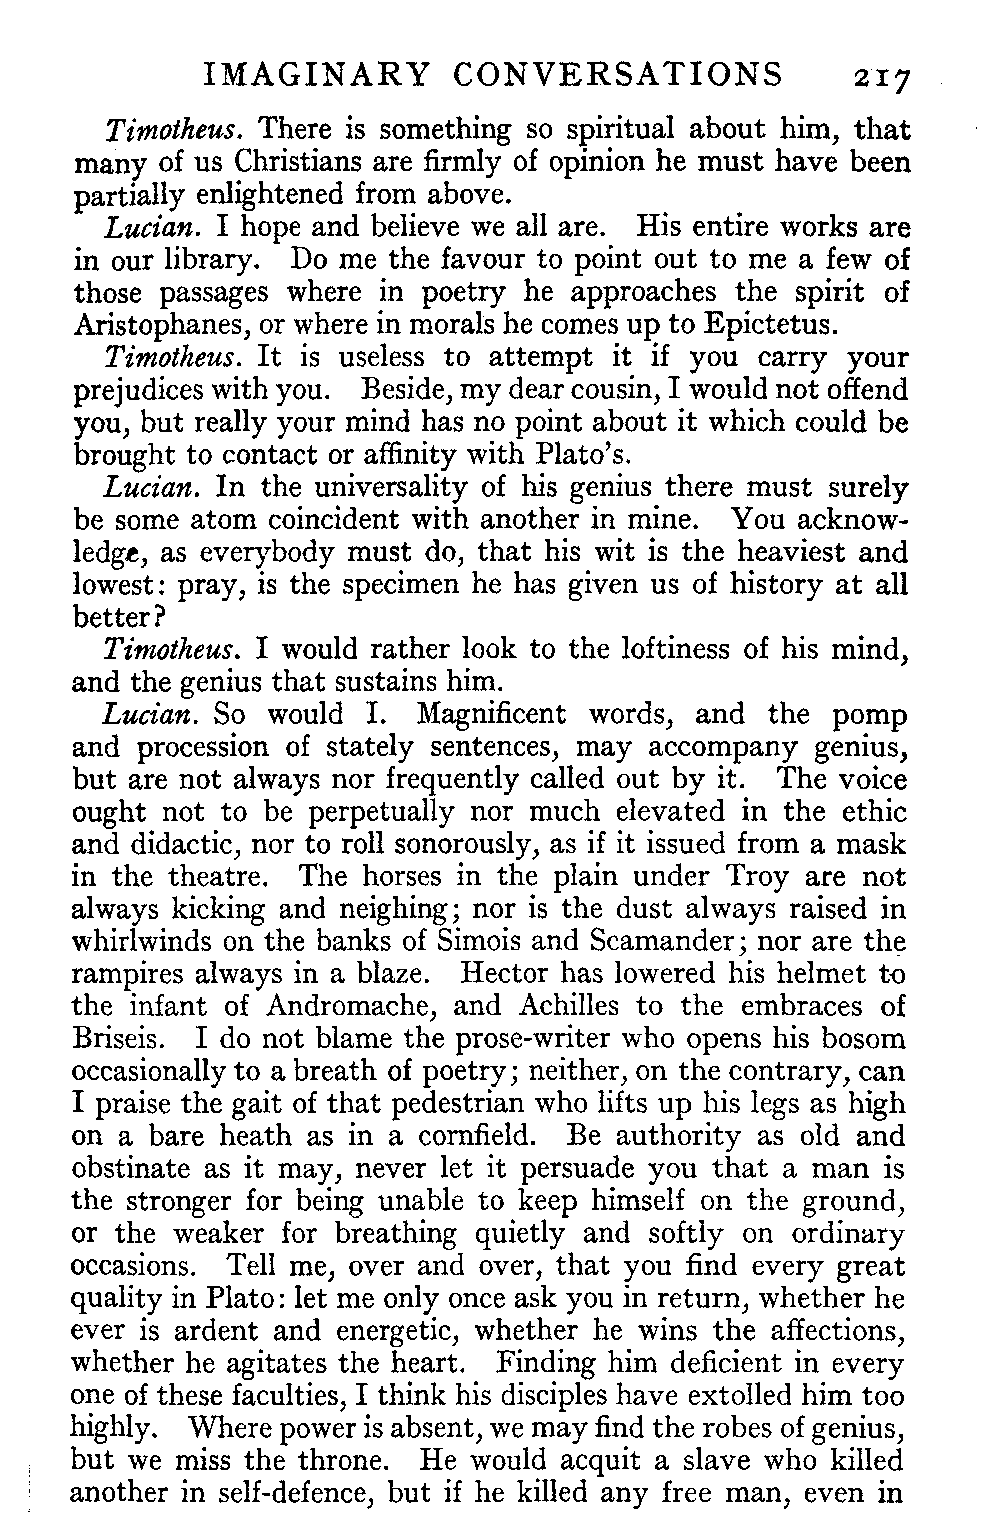 IMAGINARY CONVERSATIONS 217
Timotheus. There is something so spiritual about him, that
many of us Christians are firmly of opinion he must have been
partially enlightened from above.
Lucian. I hope and believe we all are. His entire works are
in our library. Do me the favour to point out to me a few of
those passages where in poetry he approaches the spirit of
Aristophanes, or where in morals he comes up to Epictetus.
Timotheus. It is useless to attempt it if you carry your
prejudices with you. Beside, my dear cousin, I would not offend
you, but really your mind has no point about it which could be
brought to contact or affinity with Plato's.
Lucian. In the universality of his genius there must surely
be some atom coincident with another in mine. You acknow-
ledge, as everybody must do, that his wit is the heaviest and
lowest: pray, is the specimen he has given us of history at all
better?
Timotheus. I would rather look to the loftiness of his mind,
and the genius that sustains him.
Lucian. So would I. Magnificent words, and the pomp
and procession of stately sentences, may accompany genius,
but are not always nor frequently called out by it. The voice
ought not to be perpetually nor much elevated in the ethic
and didactic, nor to roll sonorously, as if it issued from a mask
in the theatre. The horses in the plain under Troy are not
always kicking and neighing; nor is the dust always raised in
whirlwinds on the banks of Simois and Scamander; nor are the
rampires always in a blaze. Hector has lowered his helmet to
the infant of Andromache, and Achilles to the embraces of
Briseis. I do not blame the prose-writer who opens his bosom
occasionally to a breath of poetry; neither, on the contrary, can
I praise the gait of that pedestrian who lifts up his legs as high
on a bare heath as in a cornfield. Be authority as old and
obstinate as it may, never let it persuade you that a man is
the stronger for being unable to keep himself on the ground,
or the weaker for breathing quietly and softly on ordinary
occasions. Tell me, over and over, that you find every great
quality in Plato: let me only once ask you in return, whether he
ever is ardent and energetic, whether he wins the affections,
whether he agitates the heart. Finding him deficient in every
one of these faculties, I think his disciples have extolled him too
highly. Where power is absent, we may find the robes of genius,
but we miss the throne. He would acquit a slave who killed
another in self-defence, but if he killed any free man, even in